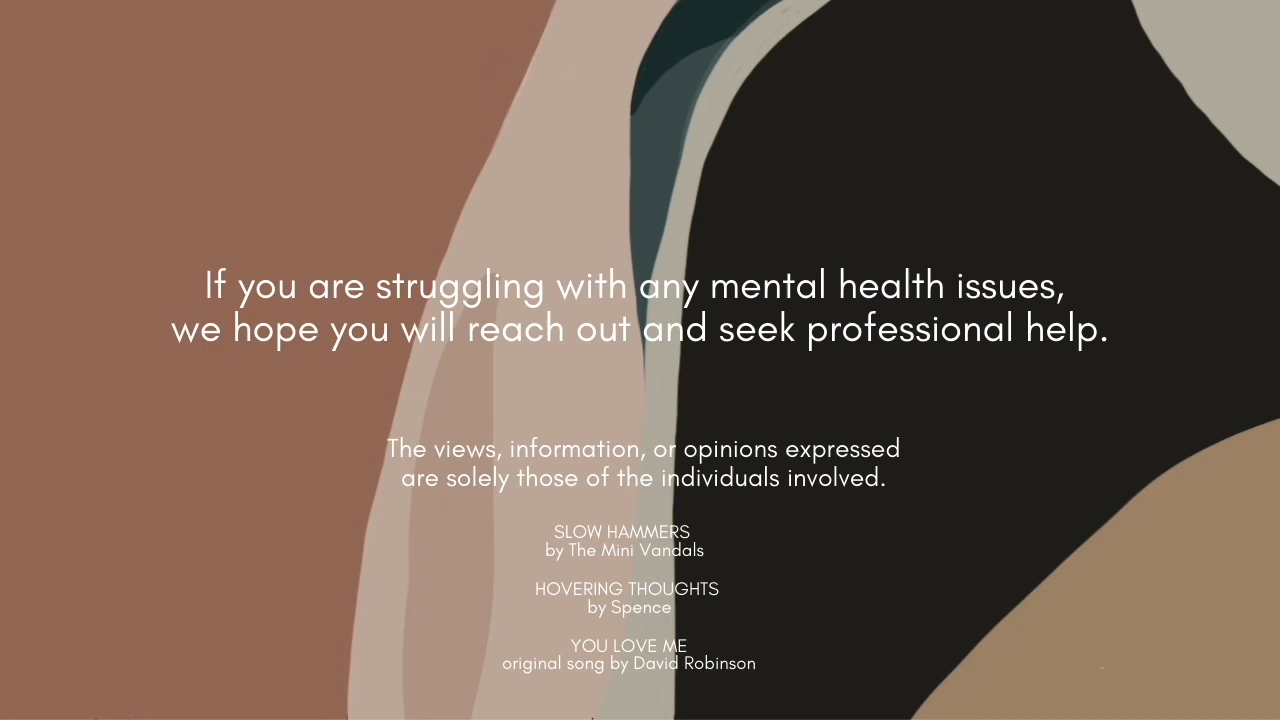 If you are struggling with any mental health issues,
we hope you will reach out and seek professional help.
The views, information, or opinions expressed
are solely those of the individuals involved.
SLOW HAMMERS
by The Mini Vandals
HOVERING THOUGHTS
by Spence
YOU LOVE ME
original song by David Robinson